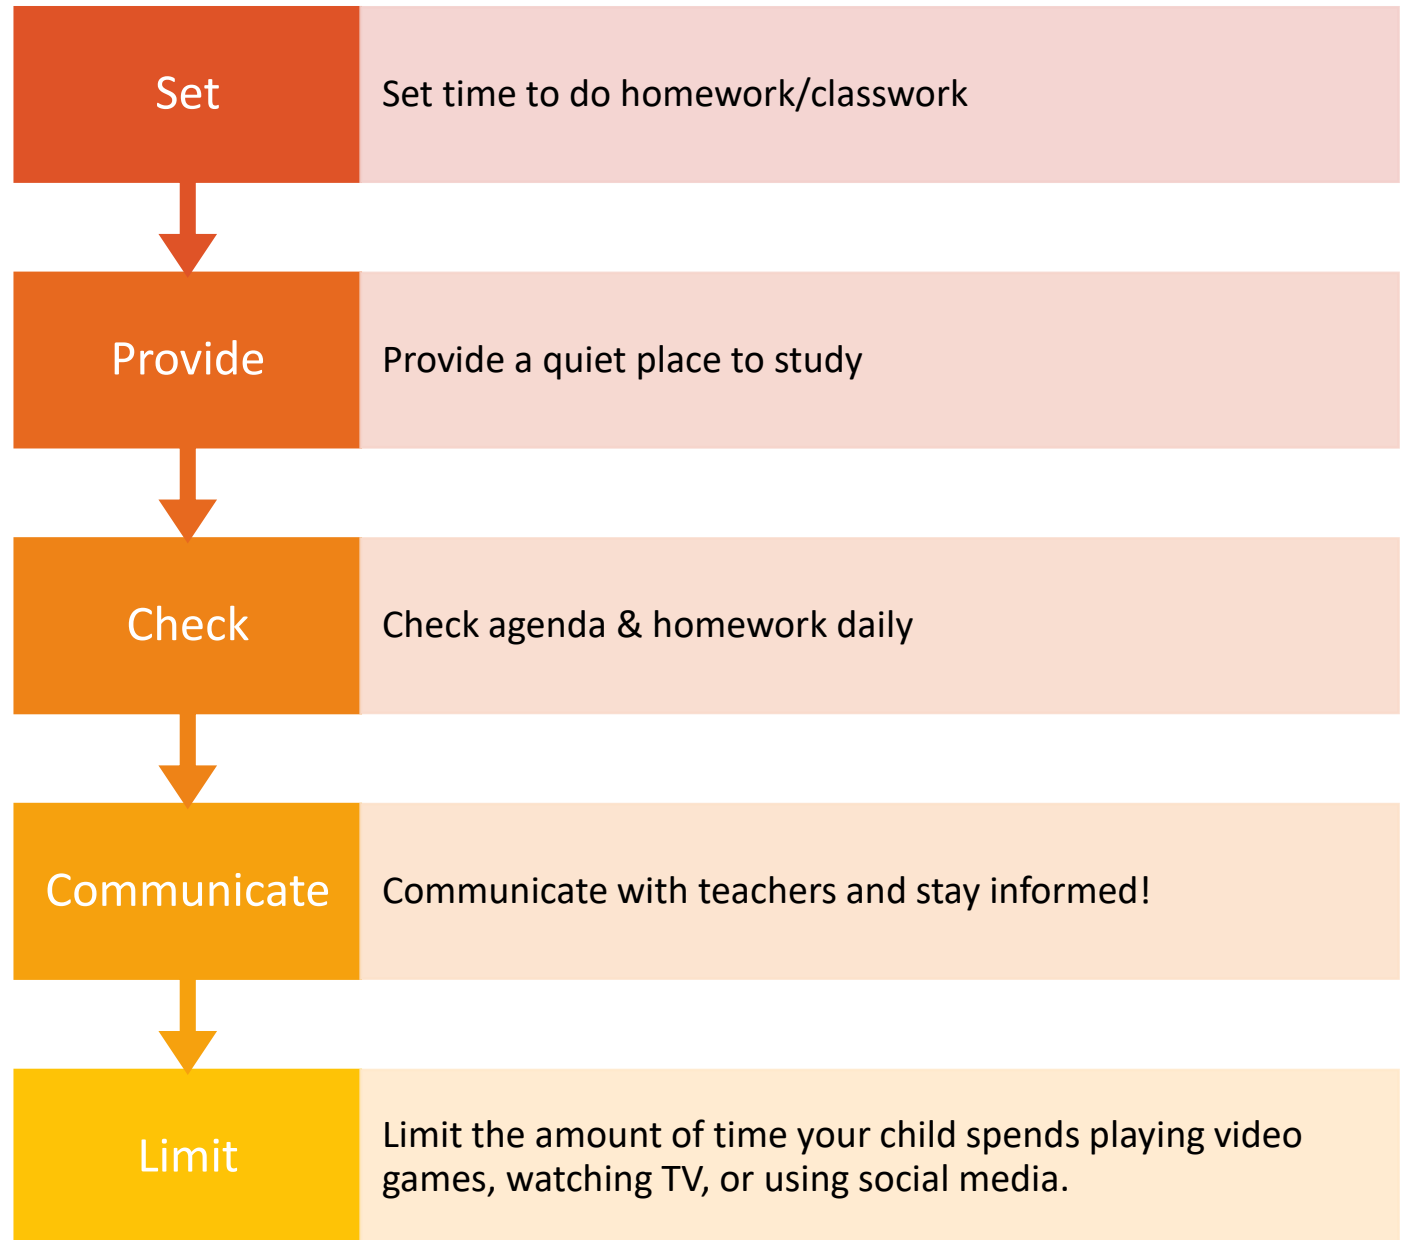 Set
Set time to do homework/classwork
Provide
Provide a quiet place to study
Check
Check agenda & homework daily
Communicate
Communicate with teachers and stay informed!
Limit
Limit the amount of time your child spends playing video
games, watching TV, or using social media.